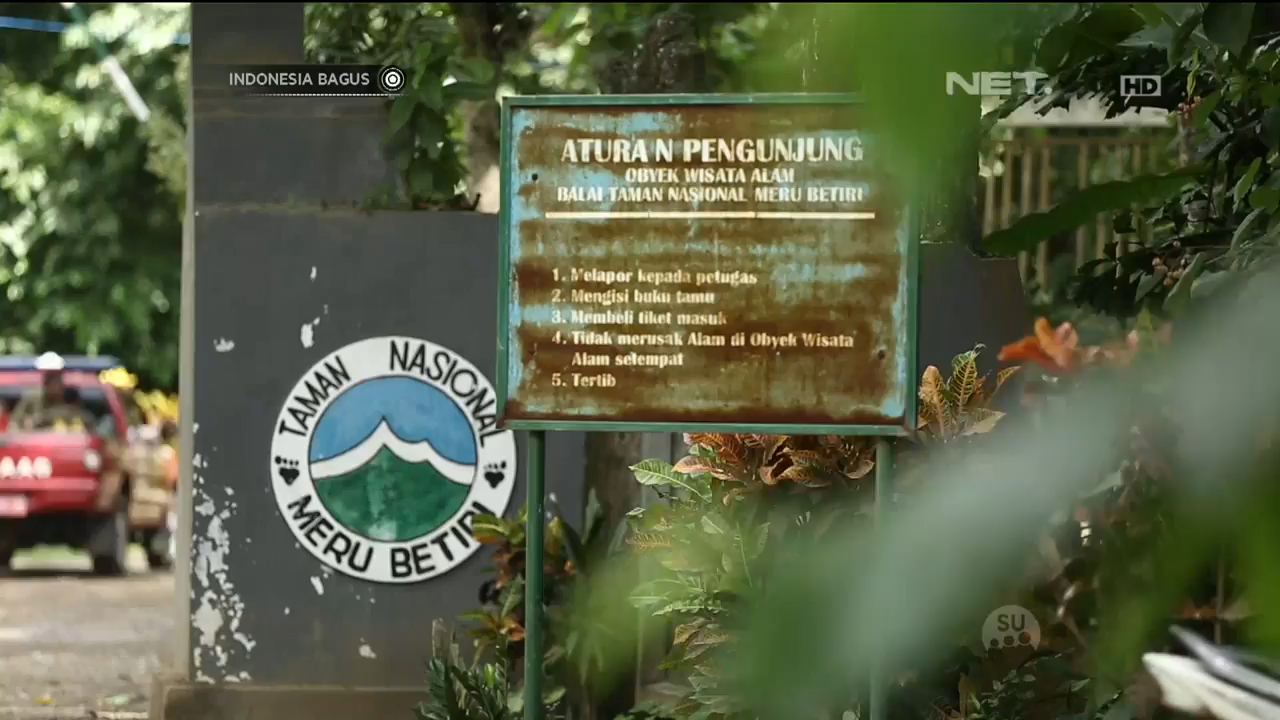 INDONESIA BAGUS
NET.
HD
ATURAN PENGUNJUNG
OBYEK WISATA ALAM
BALAI TAMAN NASIONAL MERU BETIRI
1. Melapor kepada petugas
2. Mengisi buku tamu
3. Membeli tiket masuk
4. Tidak merusak Alam di Obyek Wisata
Alam setempat
5. Tertib
TAMAN NASIONAL
MERU BETIRI
SU